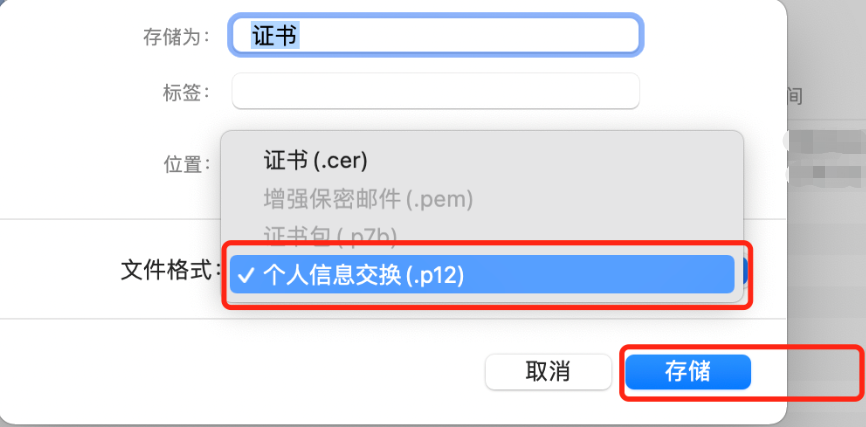 存储为：
证书
标签：
间
位置：
证书 (.cer)
增强保密邮件 (.pem)
证书包 (.p7b)
文件格式：
✓ 个人信息交换 (.p12)
取消
存储